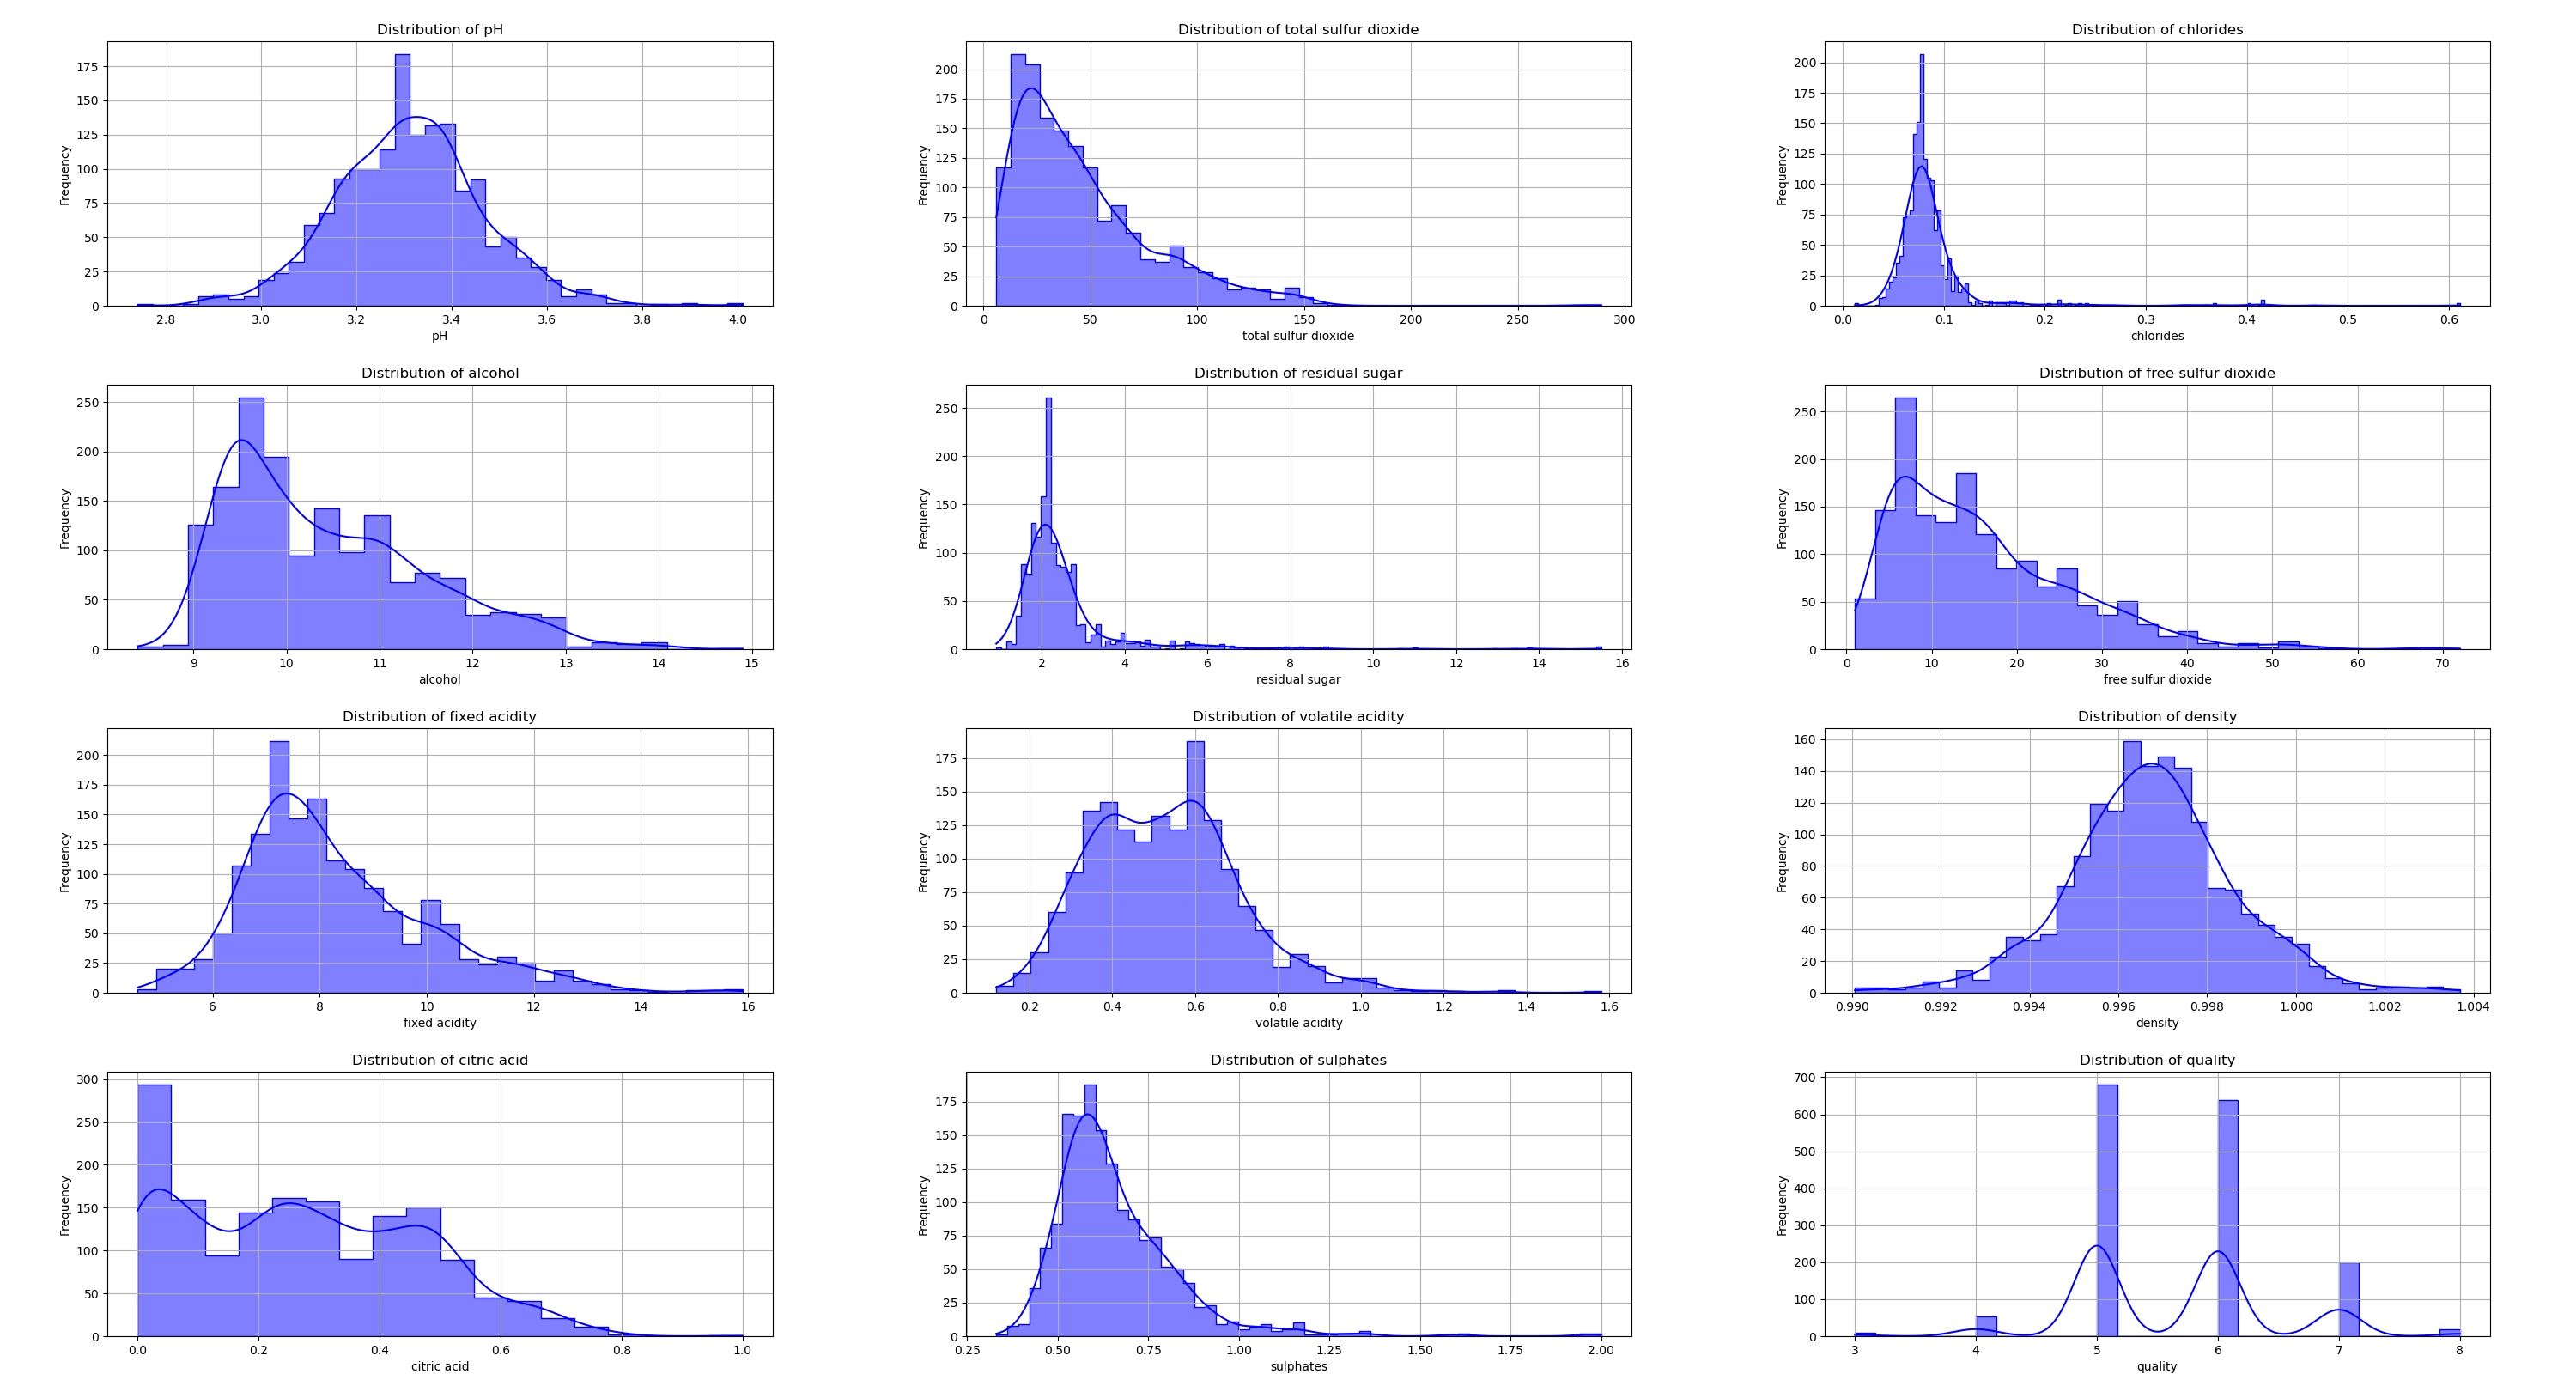 Distribution of pH
Distribution of total sulfur dioxide
Distribution of chlorides
Frequency
175
150
125
100
75
50
25
0
2.8 3.0 3.2 3.4 3.6 3.8 4.0
pH
Frequency
200
175
150
125
100
75
50
25
0
0 50 100 150 200 250 300
total sulfur dioxide
Frequency
200
175
150
125
100
75
50
25
0
0.0 0.1 0.2 0.3 0.4 0.5 0.6
chlorides
Distribution of alcohol
Distribution of residual sugar
Distribution of free sulfur dioxide
Frequency
250
200
150
100
50
0
9 10 11 12 13 14 15
alcohol
Frequency
250
200
150
100
50
0
2 4 6 8 10 12 14 16
residual sugar
Frequency
250
200
150
100
50
0
0 10 20 30 40 50 60 70
free sulfur dioxide
Distribution of fixed acidity
Distribution of volatile acidity
Distribution of density
Frequency
200
175
150
125
100
75
50
25
0
6 8 10 12 14 16
fixed acidity
Frequency
175
150
125
100
75
50
25
0
0.2 0.4 0.6 0.8 1.0 1.2 1.4 1.6
volatile acidity
Frequency
160
140
120
100
80
60
40
20
0
0.990 0.992 0.994 0.996 0.998 1.000 1.002 1.004
density
Distribution of citric acid
Distribution of sulphates
Distribution of quality
Frequency
300
250
200
150
100
50
0
0.0 0.2 0.4 0.6 0.8 1.0
citric acid
Frequency
175
150
125
100
75
50
25
0
0.25 0.50 0.75 1.00 1.25 1.50 1.75 2.00
sulphates
Frequency
700
600
500
400
300
200
100
0
3 4 5 6 7 8
quality